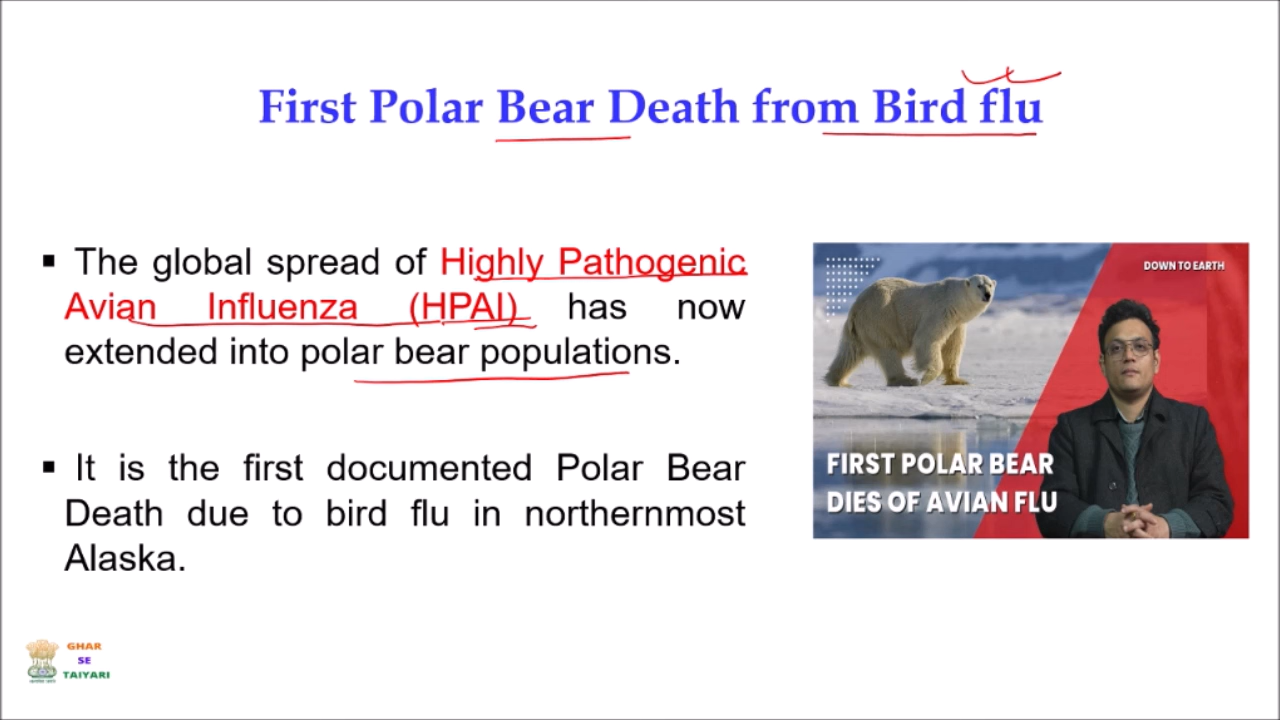 First Polar Bear Death from Bird flu
▪ The global spread of Highly Pathogenic
Avian Influenza (HPAI) has now
extended into polar bear populations.
▪ It is the first documented Polar Bear
Death due to bird flu in northernmost
Alaska.
DOWN TO EARTH
FIRST POLAR BEAR
DIES OF AVIAN FLU
GHAR
SE
TAIYARI